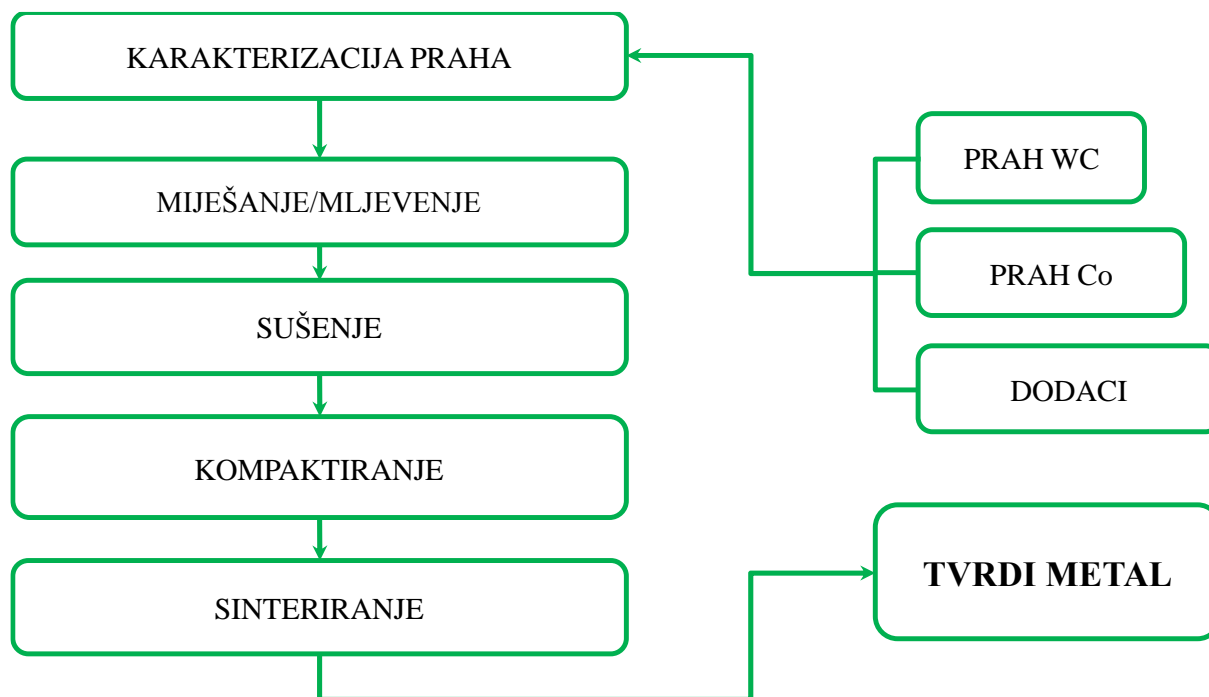 KARAKTERIZACIJA PRAHA
MIJEŠANJE/MLJEVENJE
SUŠENJE
KOMPAKTIRANJE
SINTERIRANJE
PRAH WC
PRAH Co
DODACI
TVRDI METAL